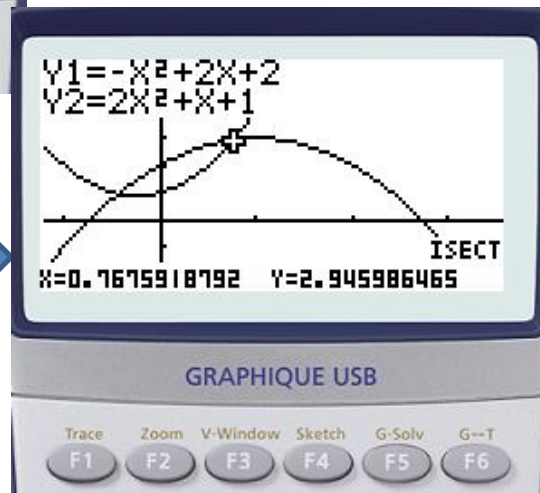 Y1=-X²+2X+2
Y2=2X²+X+1
ISECT
X=0.7675918792 Y=2.945986465
GRAPHIQUE USB
Trace Zoom V-Window Sketch G-Solv G↔T
F1 F2 F3 F4 F5 F6